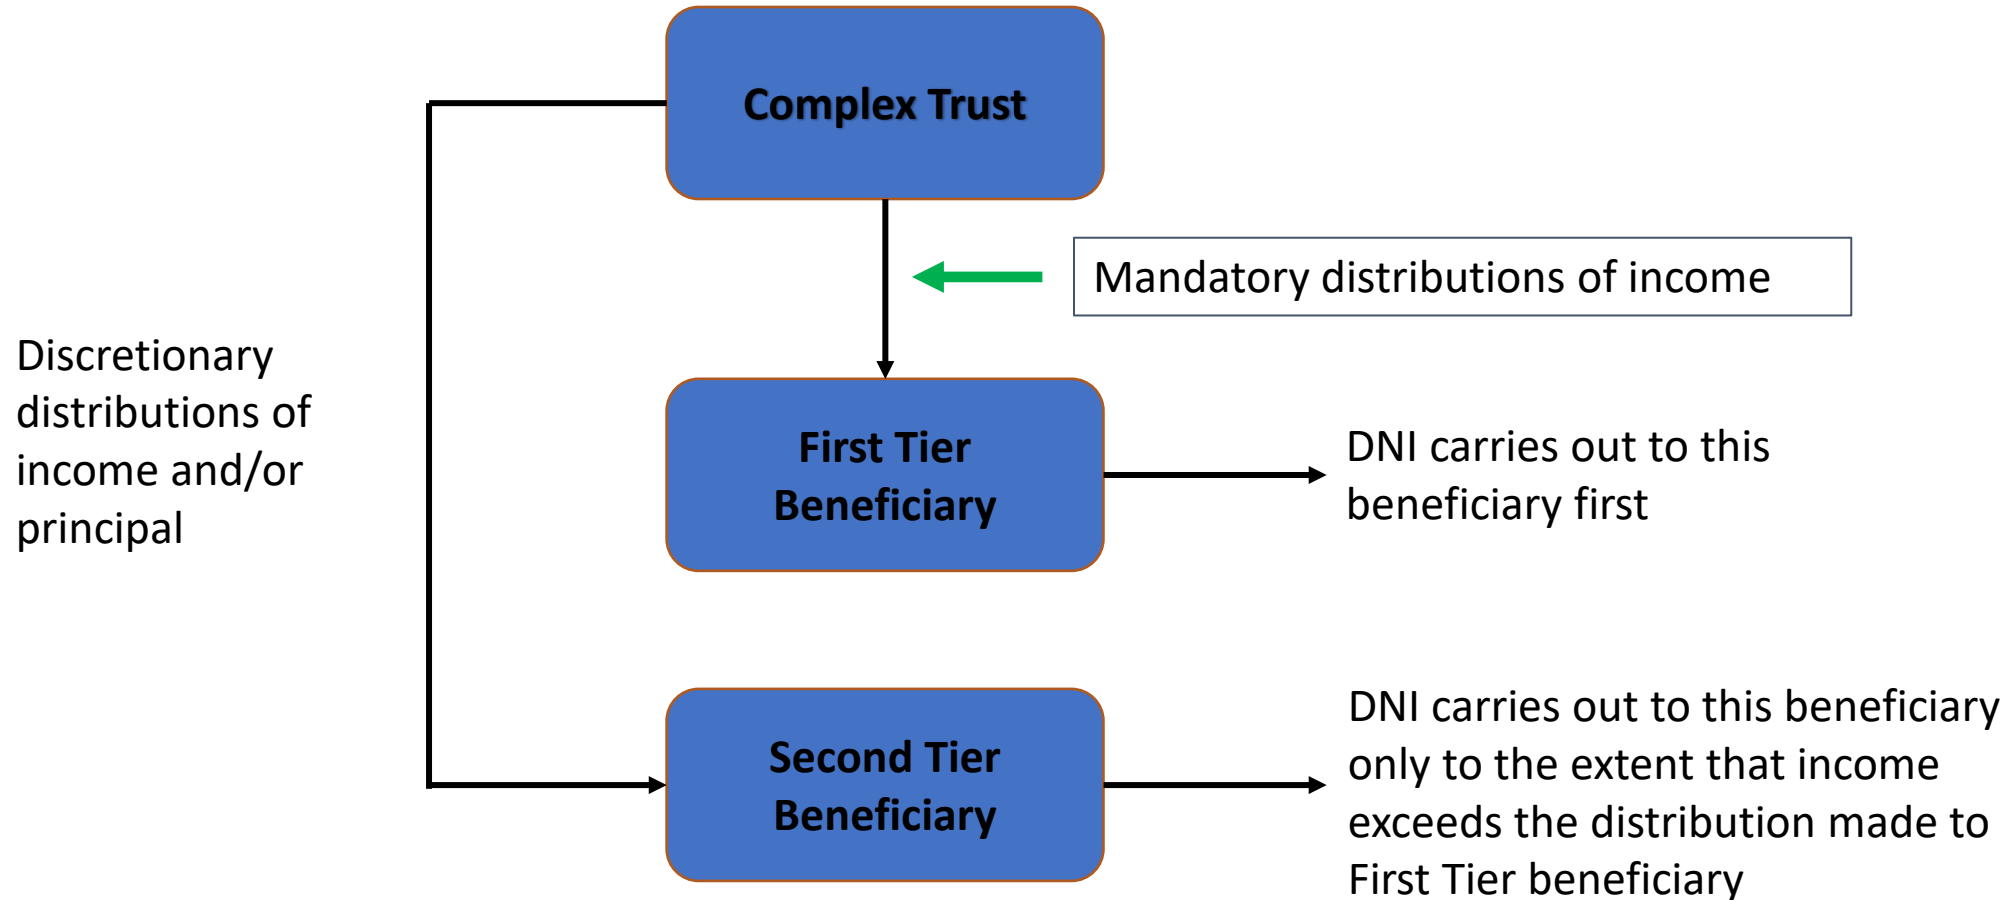 Complex Trust
Mandatory distributions of income
Discretionary
distributions of
income and/or
principal
First Tier
Beneficiary
DNI carries out to this
beneficiary first
Second Tier
Beneficiary
DNI carries out to this beneficiary
only to the extent that income
exceeds the distribution made to
First Tier beneficiary